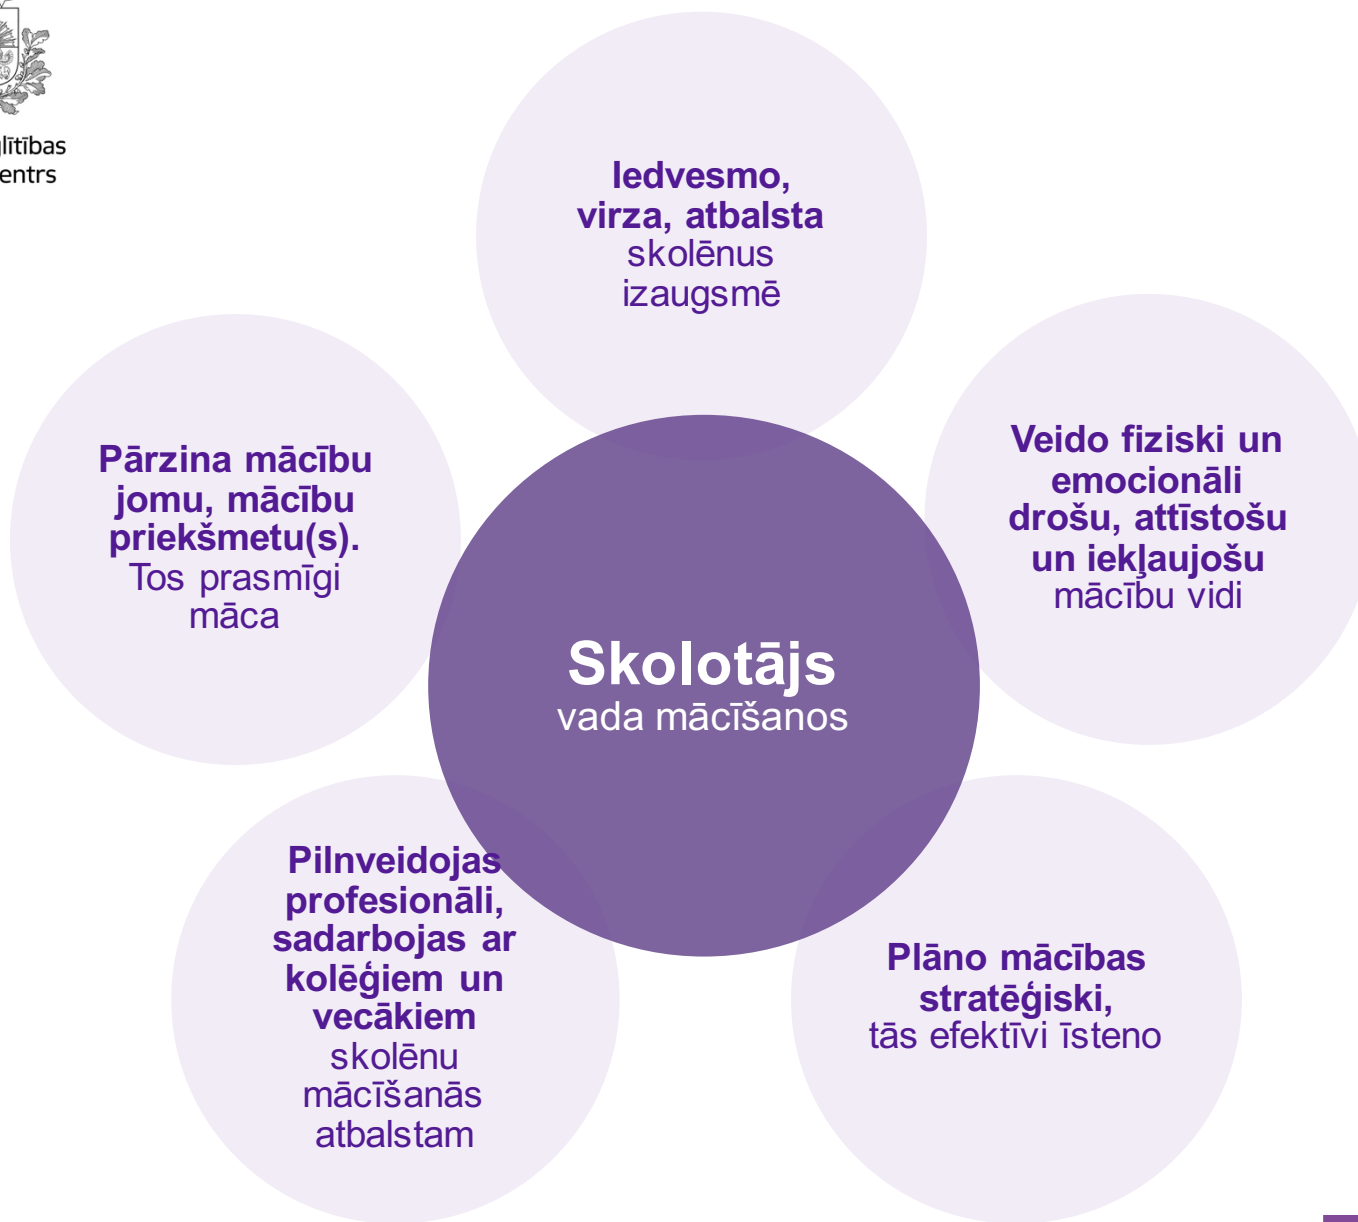 Iedvesmo,
virza, atbalsta
skolēnus
izaugsmē
Veido fiziski un
emocionāli
drošu, attīstošu
un iekļaujošu
mācību vidi
Pārzina mācību
jomu, mācību
priekšmetu(s).
Tos prasmīgi
māca
Skolotājs
vada mācīšanos
Pilnveidojas
profesionāli,
sadarbojas ar
kolēģiem un
vecākiem
skolēnu
mācīšanās
atbalstam
Plāno mācības
stratēģiski,
tās efektīvi īsteno